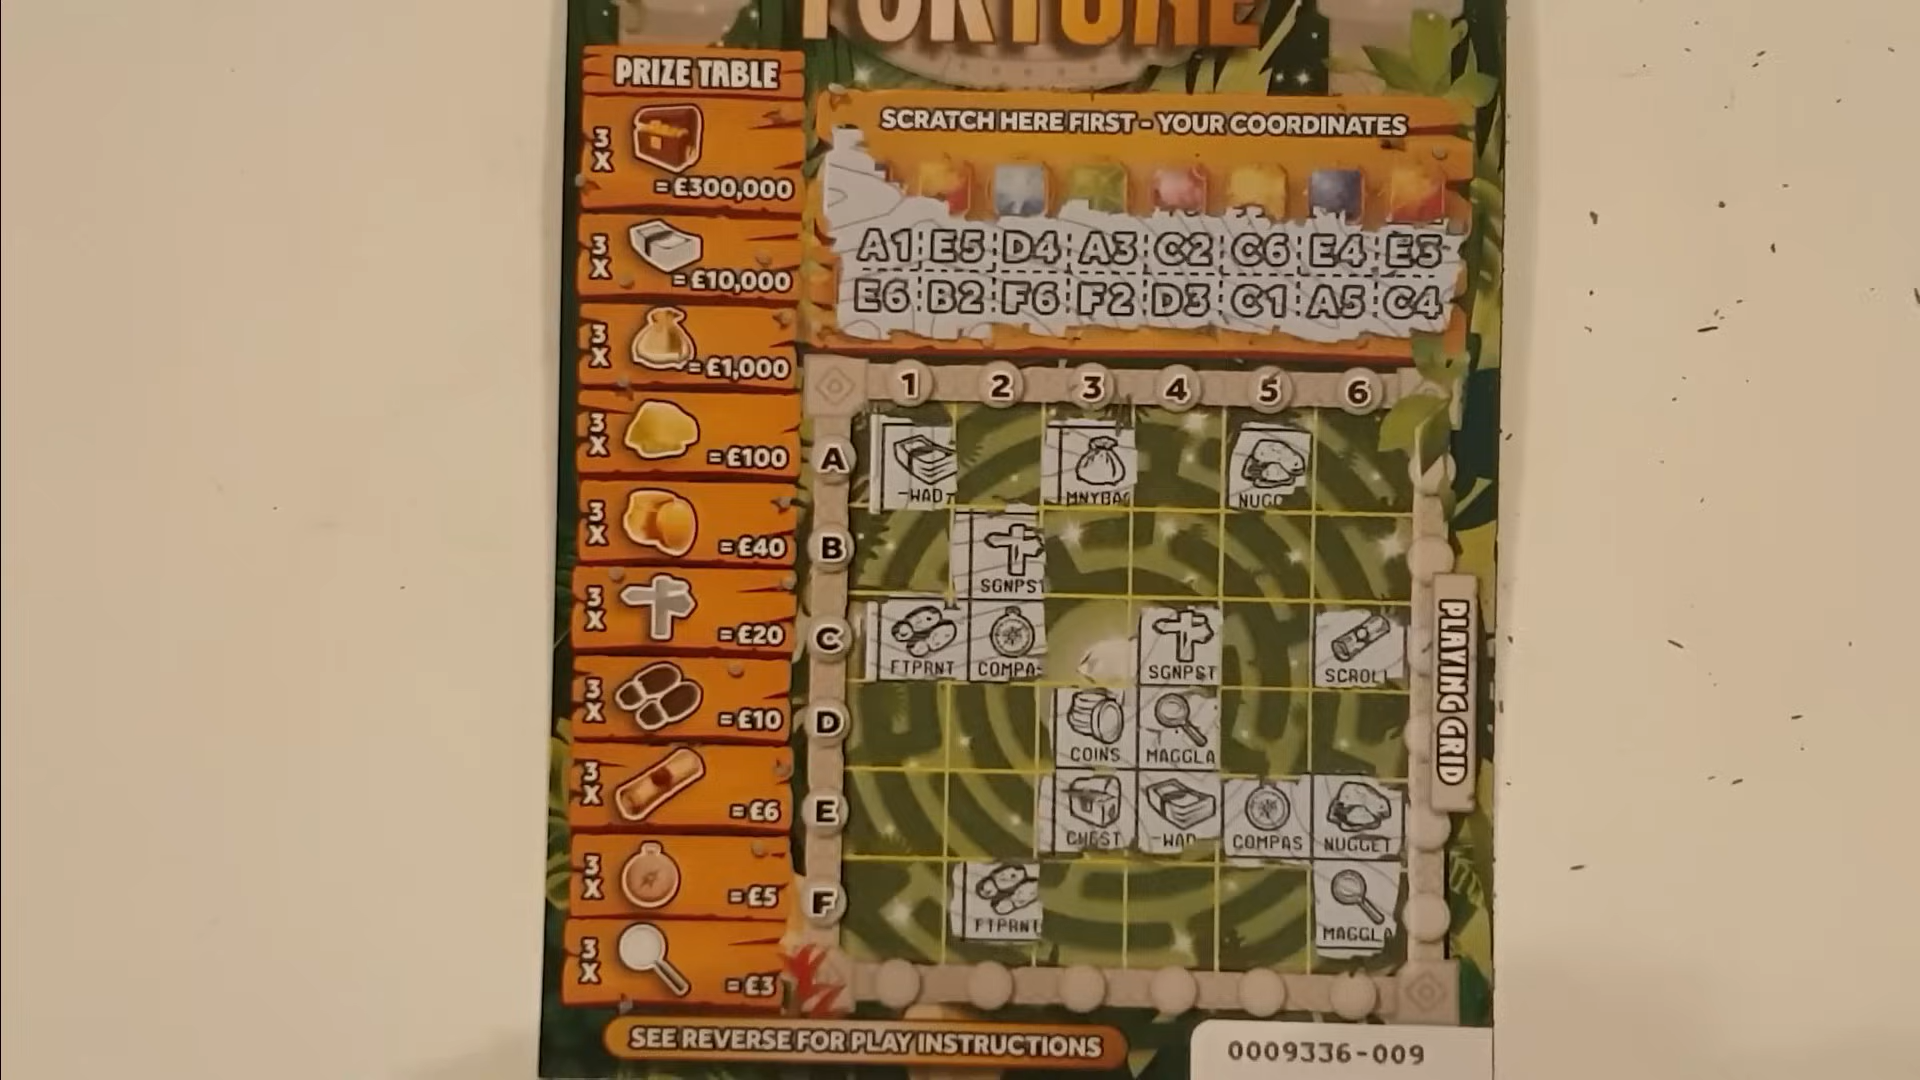 FORTUNE
PRIZE TABLE
3X = £300,000
3X = £10,000
3X = £1,000
3X = £100
3X = £40
3X = £20
3X = £10
3X = £6
3X = £5
3X = £3
SCRATCH HERE FIRST - YOUR COORDINATES
A1 E5 D4 A3 C2 C6 E4 E3
E6 B2 F6 F2 D3 C1 A5 C4
1 2 3 4 5 6
A
-WAD MNYBAG NUGG
B
SGNPST
C
FTPRNT COMPA SGNPST SCROLL
D
COINS MAGGLA
E
CHEST -WAD- COMPAS NUGGET
F
FTPRNT MAGGLA
PLAYING GRID
SEE REVERSE FOR PLAY INSTRUCTIONS
0009336-009